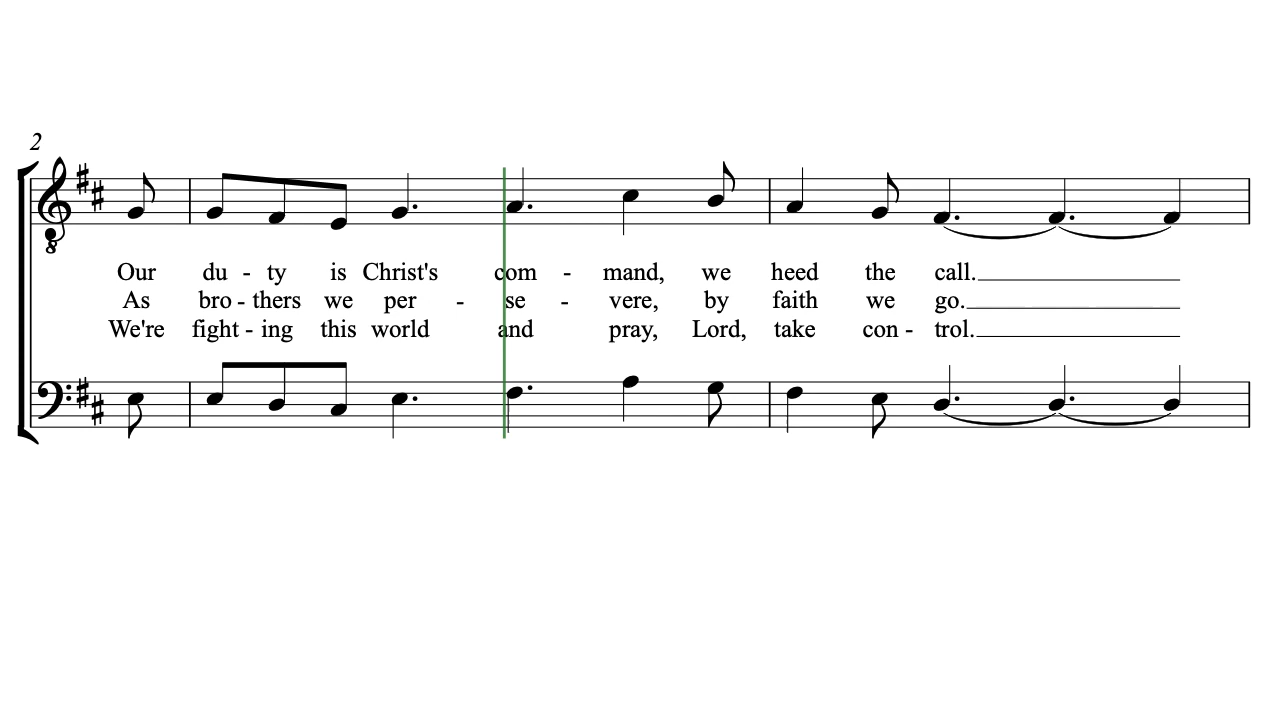 2
8
Our du - ty is Christ's com - mand, we heed the call.
As bro - thers we per - se - vere, by faith we go.
We're fight - ing this world and pray, Lord, take con - trol.